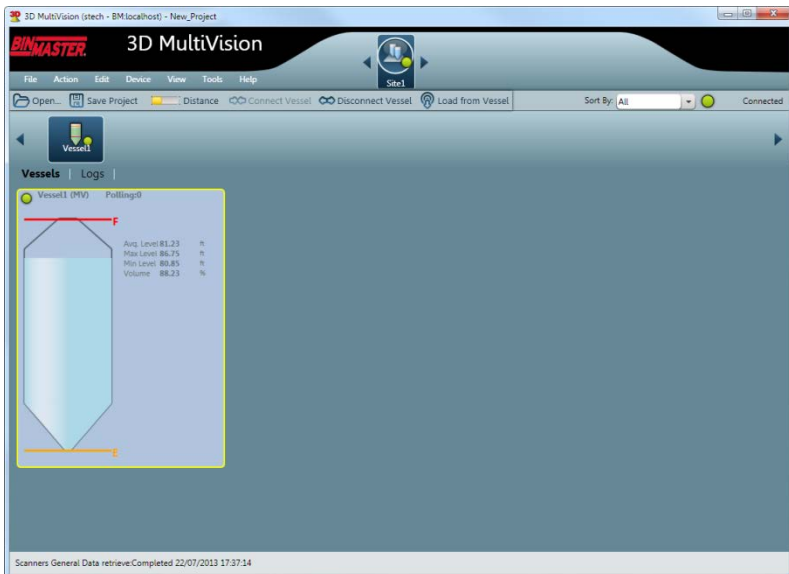 3D MultiVision (stech - BM:localhost) - New_Project
BINMASTER 3D MultiVision
Site1
File Action Edit Device View Tools Help
Open... Save Project Distance Connect Vessel Disconnect Vessel Load from Vessel Sort By: All Connected
Vessel1
Vessels | Logs |
Vessel1 (MV) Polling:0
F
Avg. Level 81.23 ft
Max Level 86.75 ft
Min Level 80.85 ft
Volume 88.23 %
E
Scanners General Data retrieve:Completed 22/07/2013 17:37:14